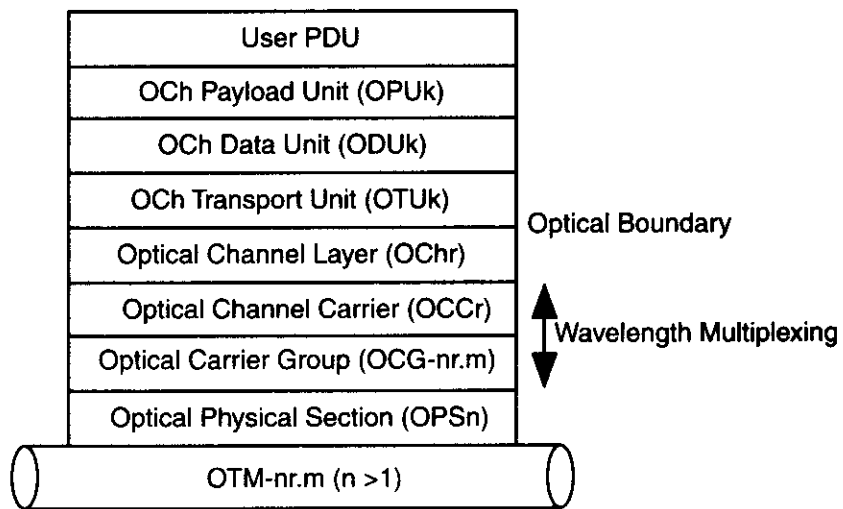 User PDU
OCh Payload Unit (OPUk)
OCh Data Unit (ODUk)
OCh Transport Unit (OTUk)
Optical Boundary
Optical Channel Layer (OChr)
Optical Channel Carrier (OCCr)
Wavelength Multiplexing
Optical Carrier Group (OCG-nr.m)
Optical Physical Section (OPSn)
OTM-nr.m (n >1)